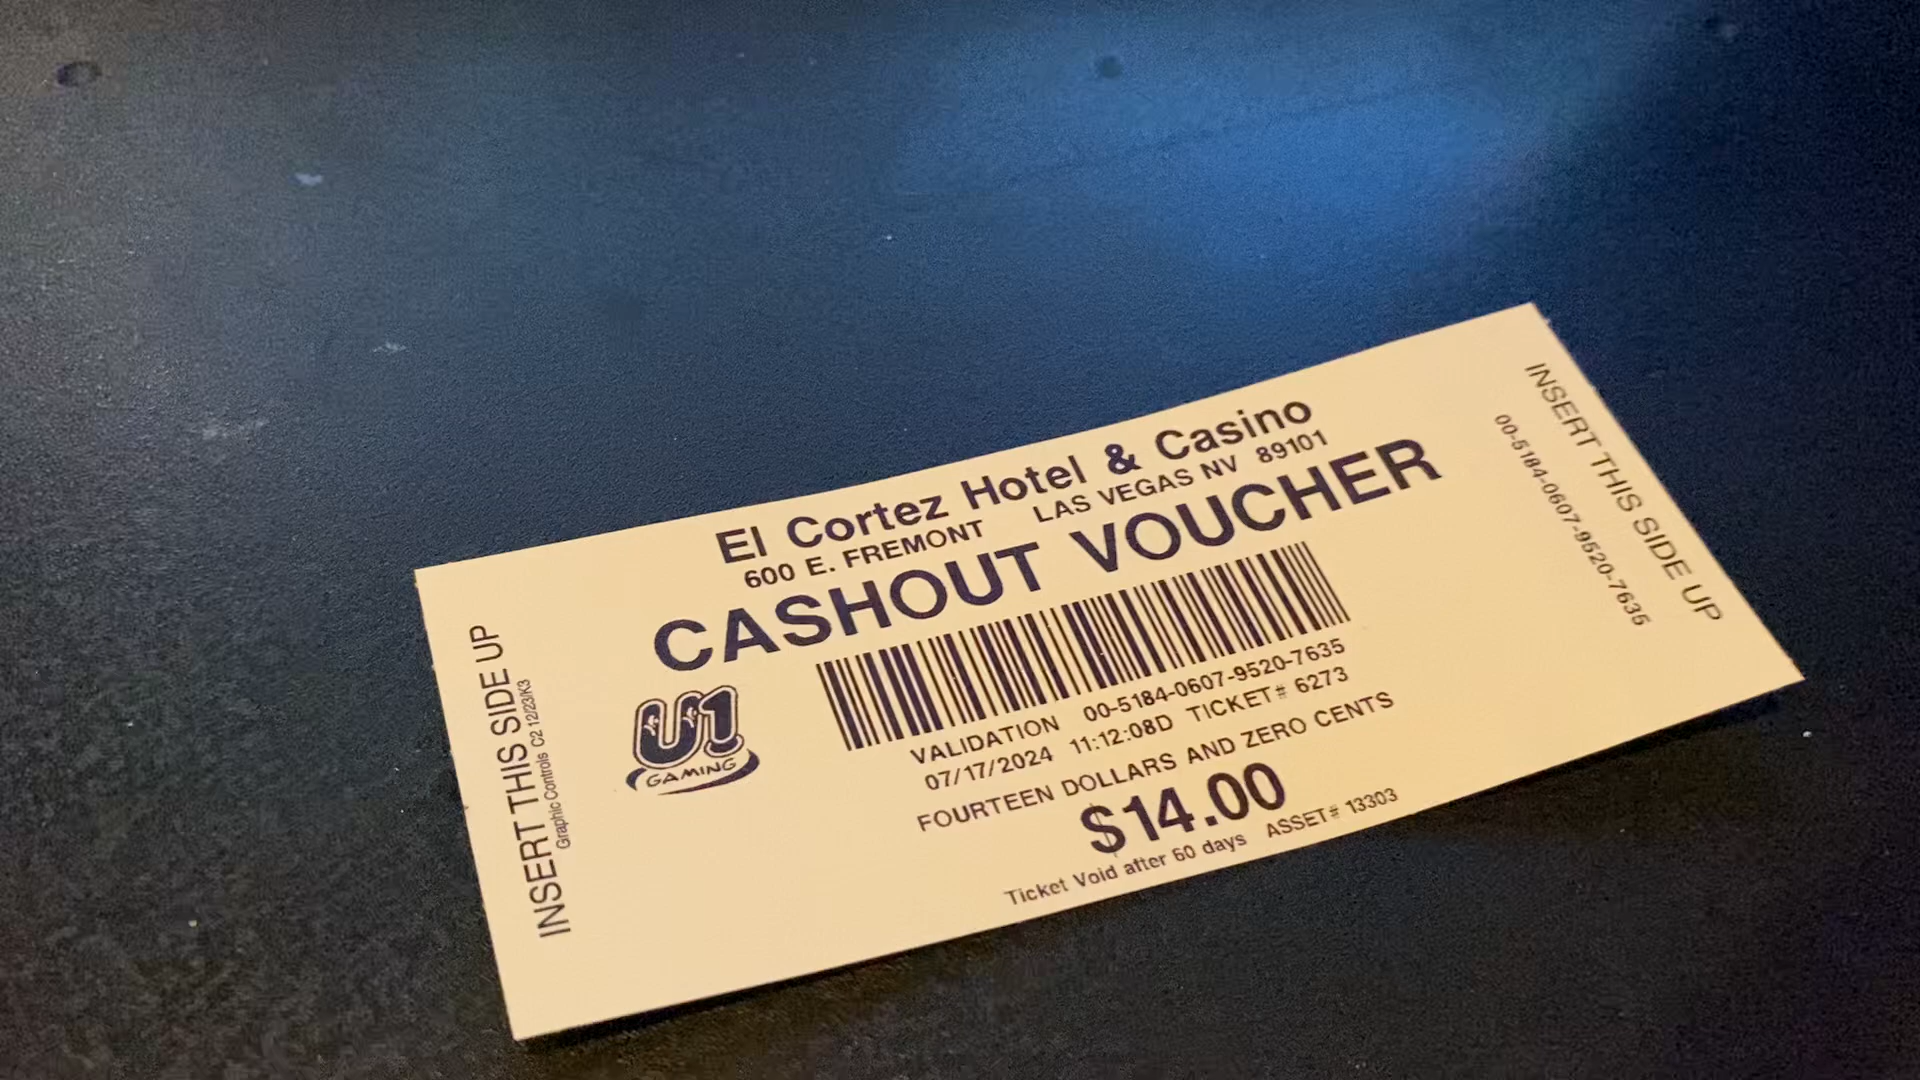 El Cortez Hotel & Casino
600 E. FREMONT LAS VEGAS NV 89101
CASHOUT VOUCHER
U1
GAMING
VALIDATION 00-5184-0607-9520-7635
07/17/2024 11:12:08D TICKET# 6273
FOURTEEN DOLLARS AND ZERO CENTS
$14.00
Ticket Void after 60 days ASSET# 13303
INSERT THIS SIDE UP
Graphic Controls C2 12/23/K3
INSERT THIS SIDE UP
00-5184-0607-9520-7635